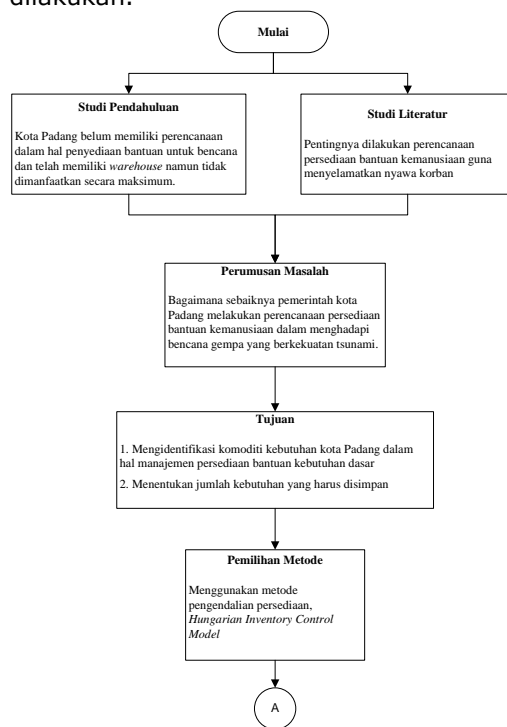 dilakukan.
Mulai
Studi Pendahuluan
Kota Padang belum memiliki perencanaan
dalam hal penyediaan bantuan untuk bencana
dan telah memiliki warehouse namun tidak
dimanfaatkan secara maksimum.
Studi Literatur
Pentingnya dilakukan perencanaan
persediaan bantuan kemanusiaan guna
menyelamatkan nyawa korban
Perumusan Masalah
Bagaimana sebaiknya pemerintah kota
Padang melakukan perencanaan persediaan
bantuan kemanusiaan dalam menghadapi
bencana gempa yang berkekuatan tsunami.
Tujuan
1. Mengidentifikasi komoditi kebutuhan kota Padang dalam
hal manajemen persediaan bantuan kebutuhan dasar
2. Menentukan jumlah kebutuhan yang harus disimpan
Pemilihan Metode
Menggunakan metode
pengendalian persediaan,
Hungarian Inventory Control
Model
A